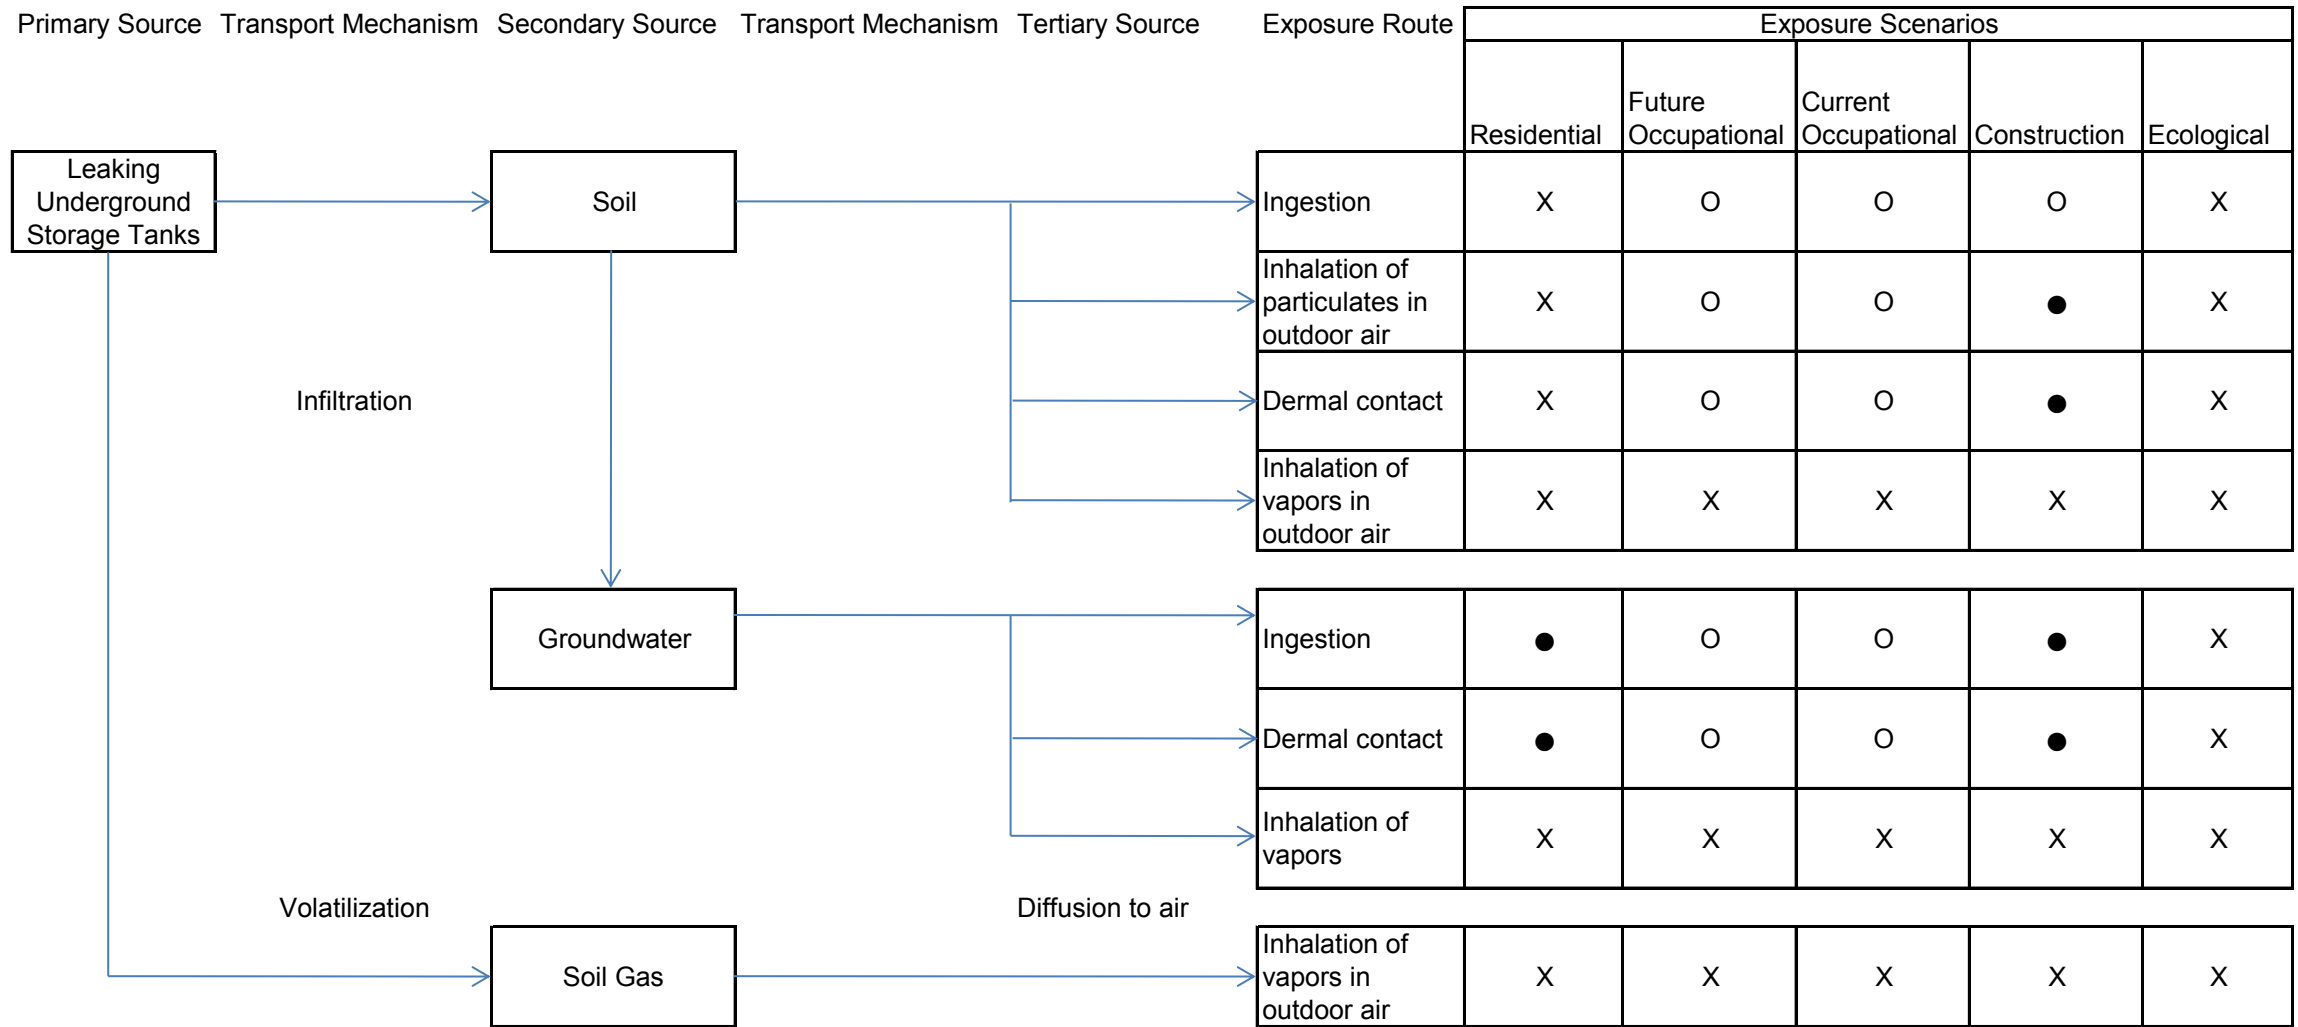 Primary Source Transport Mechanism Secondary Source Transport Mechanism Tertiary Source Exposure Route Exposure Scenarios
Residential Future Occupational Current Occupational Construction Ecological
Leaking
Underground
Storage Tanks
Soil
Ingestion X O O O X
Inhalation of
particulates in
outdoor air
X O O ● X
Infiltration
Dermal contact X O O ● X
Inhalation of
vapors in
outdoor air
X X X X X
Groundwater
Ingestion ● O O ● X
Dermal contact ● O O ● X
Inhalation of
vapors
X X X X X
Volatilization
Diffusion to air
Soil Gas
Inhalation of
vapors in
outdoor air
X X X X X